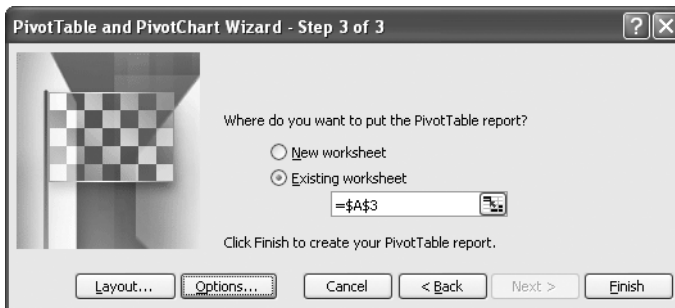 PivotTable and PivotChart Wizard - Step 3 of 3
?
Where do you want to put the PivotTable report?
New worksheet
Existing worksheet
=$A$3
Click Finish to create your PivotTable report.
Layout... Options... Cancel < Back Next > Finish